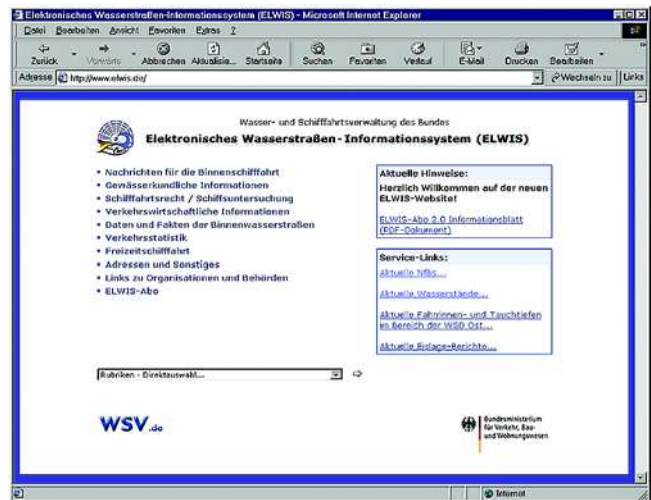 Elektronisches Wasserstraßen-Informationssystem (ELWIS) - Microsoft Internet Explorer
Datei Bearbeiten Ansicht Favoriten Extras ?
Zurück Vorwärts Abbrechen Aktualisie... Startseite Suchen Favoriten Verlauf E-Mail Drucken Bearbeiten
Adresse http://www.elwis.de/ Wechseln zu Links
Wasser- und Schifffahrtsverwaltung des Bundes
Elektronisches Wasserstraßen-Informationssystem (ELWIS)
• Nachrichten für die Binnenschifffahrt
• Gewässerkundliche Informationen
• Schifffahrtsrecht / Schiffsuntersuchung
• Verkehrswirtschaftliche Informationen
• Daten und Fakten der Binnenwasserstraßen
• Verkehrsstatistik
• Freizeitschifffahrt
• Adressen und Sonstiges
• Links zu Organisationen und Behörden
• ELWIS-Abo
Aktuelle Hinweise:
Herzlich Willkommen auf der neuen
ELWIS-Website!
ELWIS-Abo 2.0 Informationsblatt
(PDF-Dokument)
Service-Links:
Aktuelle NfBs...
Aktuelle Wasserstände...
Aktuelle Fahrrinnen- und Tauchtiefen
im Bereich der WSD Ost...
Aktuelle Eislage-Berichte...
Rubriken - Direktauswahl...
WSV.de
Bundesministerium
für Verkehr, Bau-
und Wohnungswesen
Internet